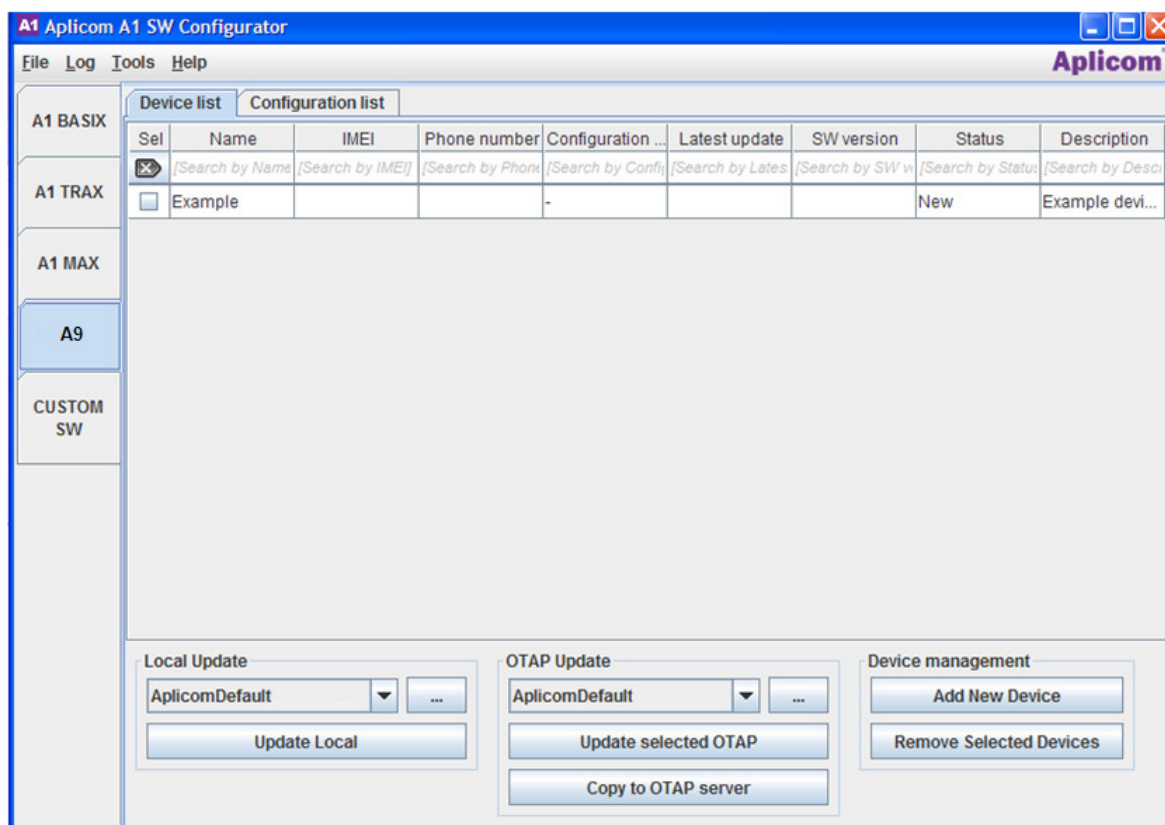 A1 Aplicom A1 SW Configurator
File Log Tools Help
Aplicom
A1 BASIX
A1 TRAX
A1 MAX
A9
CUSTOM
SW
Device list Configuration list
Sel Name IMEI Phone number Configuration ... Latest update SW version Status Description
[Search by Name [Search by IMEI] [Search by Phone [Search by Config [Search by Lates [Search by SW v [Search by Statu: [Search by Descr
Example - New Example devi...
Local Update
AplicomDefault ...
Update Local
OTAP Update
AplicomDefault ...
Update selected OTAP
Copy to OTAP server
Device management
Add New Device
Remove Selected Devices